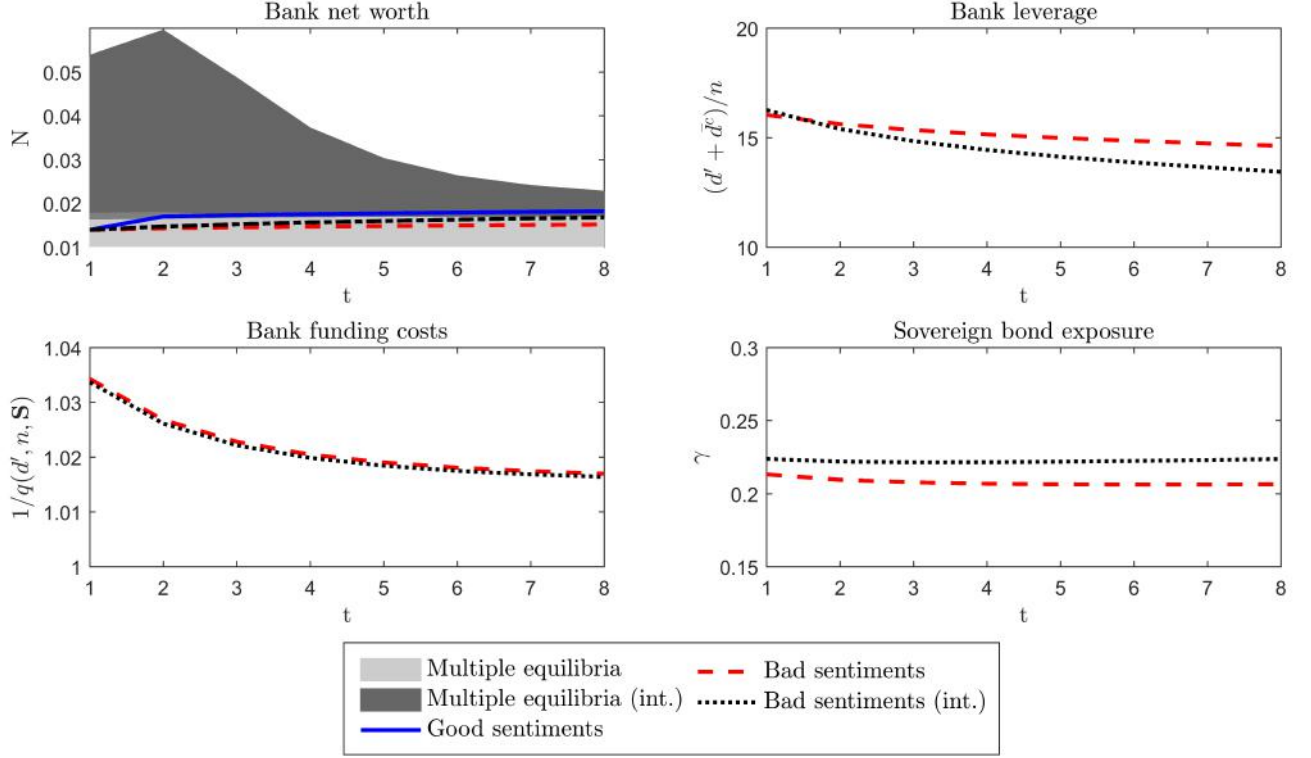 Bank net worth
N
0.05
0.04
0.03
0.02
0.01
1 2 3 4 5 6 7 8
t
Bank leverage
(d′ + d̄ᶜ)/n
20
15
10
1 2 3 4 5 6 7 8
t
Bank funding costs
1/q(d′, n, S)
1.04
1.03
1.02
1.01
1
1 2 3 4 5 6 7 8
t
Sovereign bond exposure
γ
0.3
0.25
0.2
0.15
1 2 3 4 5 6 7 8
t
Multiple equilibria
Multiple equilibria (int.)
Good sentiments
Bad sentiments
Bad sentiments (int.)